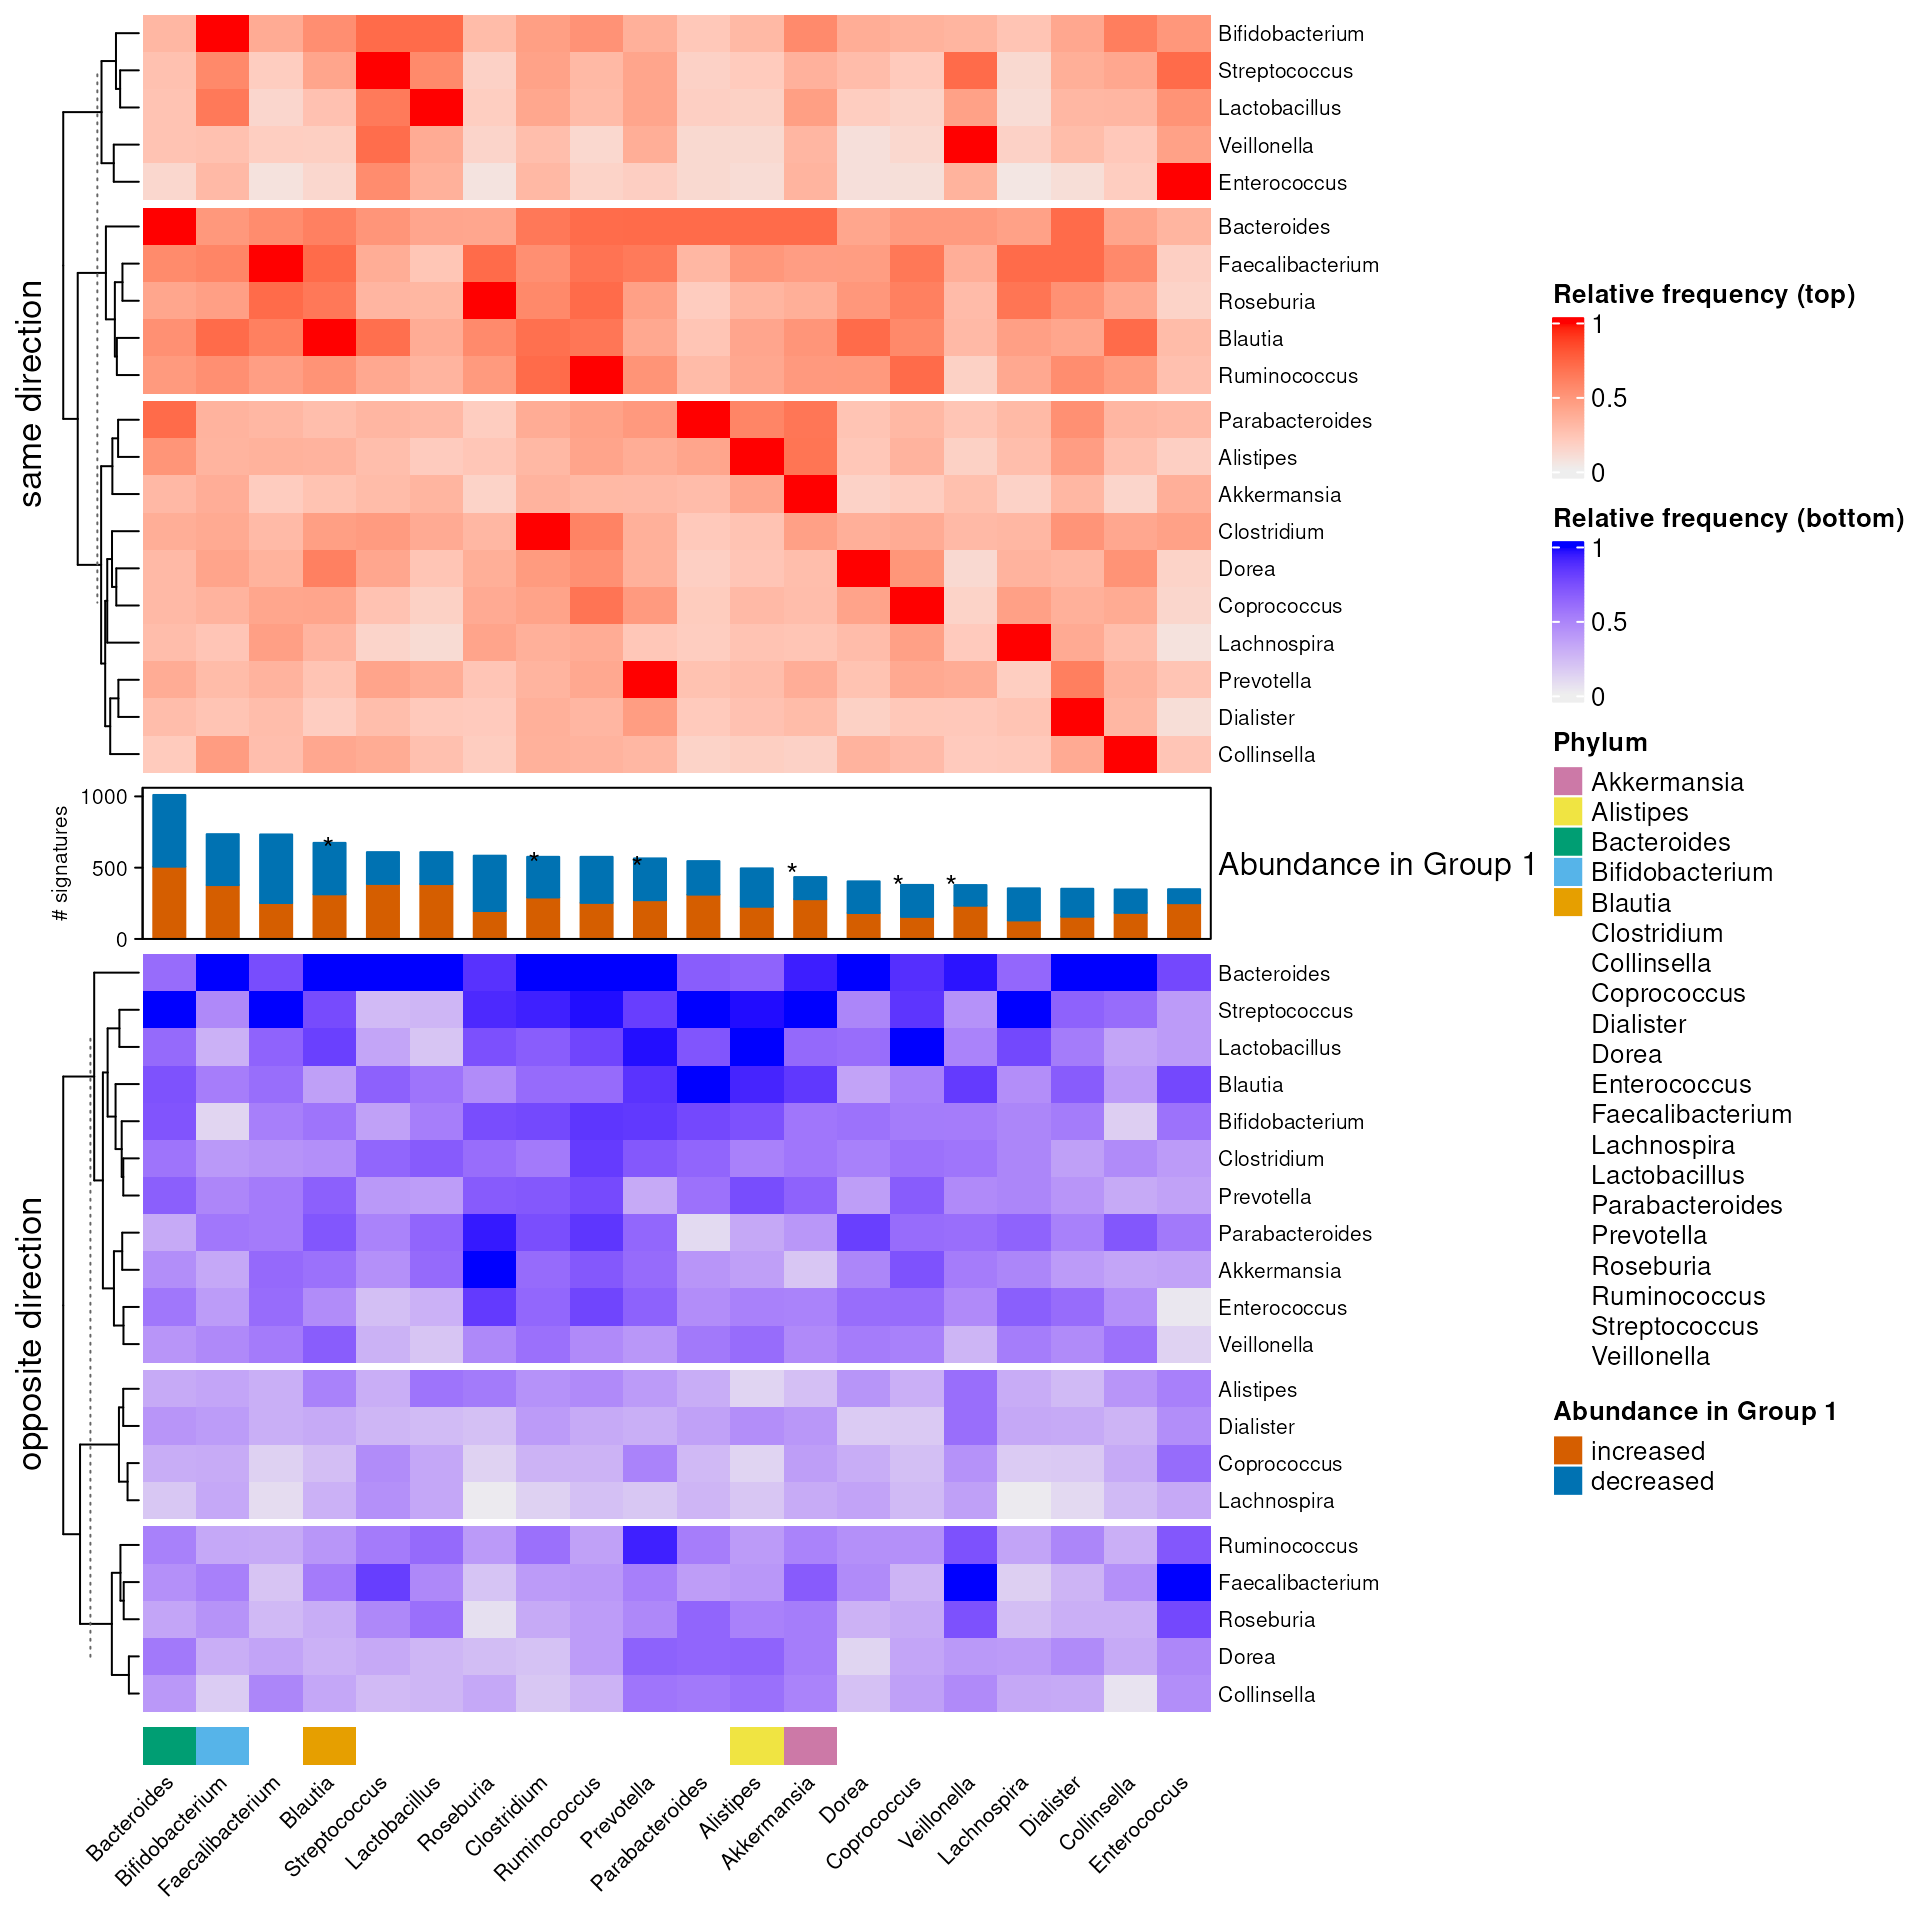 same direction
Bifidobacterium
Streptococcus
Lactobacillus
Veillonella
Enterococcus
Bacteroides
Faecalibacterium
Roseburia
Blautia
Ruminococcus
Parabacteroides
Alistipes
Akkermansia
Clostridium
Dorea
Coprococcus
Lachnospira
Prevotella
Dialister
Collinsella
# signatures
1000
500
0
*
*
*
*
*
*
Abundance in Group 1
opposite direction
Bacteroides
Streptococcus
Lactobacillus
Blautia
Bifidobacterium
Clostridium
Prevotella
Parabacteroides
Akkermansia
Enterococcus
Veillonella
Alistipes
Dialister
Coprococcus
Lachnospira
Ruminococcus
Faecalibacterium
Roseburia
Dorea
Collinsella
Bacteroides
Bifidobacterium
Faecalibacterium
Blautia
Streptococcus
Lactobacillus
Roseburia
Clostridium
Ruminococcus
Prevotella
Parabacteroides
Alistipes
Akkermansia
Dorea
Coprococcus
Veillonella
Lachnospira
Dialister
Collinsella
Enterococcus
Relative frequency (top)
1
0.5
0
Relative frequency (bottom)
1
0.5
0
Phylum
Akkermansia
Alistipes
Bacteroides
Bifidobacterium
Blautia
Clostridium
Collinsella
Coprococcus
Dialister
Dorea
Enterococcus
Faecalibacterium
Lachnospira
Lactobacillus
Parabacteroides
Prevotella
Roseburia
Ruminococcus
Streptococcus
Veillonella
Abundance in Group 1
increased
decreased